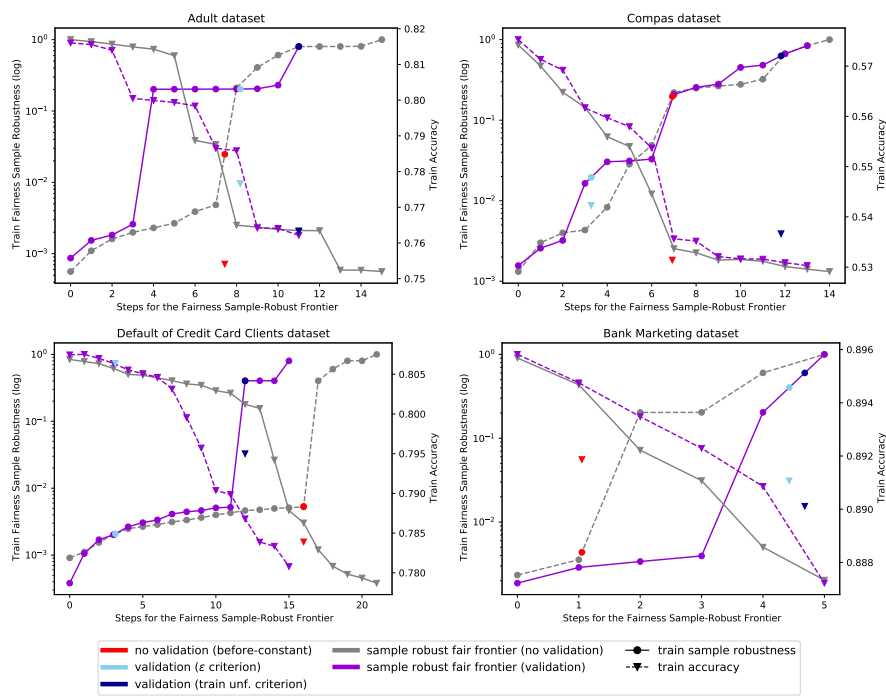 Adult dataset
Train Fairness Sample Robustness (log)
10⁰
10⁻¹
10⁻²
10⁻³
0 2 4 6 8 10 12 14
Steps for the Fairness Sample-Robust Frontier
0.82
0.81
0.80
0.79
0.78
0.77
0.76
0.75
Train Accuracy
Compas dataset
Train Fairness Sample Robustness (log)
10⁰
10⁻¹
10⁻²
10⁻³
0 2 4 6 8 10 12 14
Steps for the Fairness Sample-Robust Frontier
0.57
0.56
0.55
0.54
0.53
Train Accuracy
Default of Credit Card Clients dataset
Train Fairness Sample Robustness (log)
10⁰
10⁻¹
10⁻²
10⁻³
0 5 10 15 20
Steps for the Fairness Sample-Robust Frontier
0.805
0.800
0.795
0.790
0.785
0.780
Train Accuracy
Bank Marketing dataset
Train Fairness Sample Robustness (log)
10⁰
10⁻¹
10⁻²
0 1 2 3 4 5
Steps for the Fairness Sample-Robust Frontier
0.896
0.894
0.892
0.890
0.888
Train Accuracy
no validation (before-constant)
validation (ε criterion)
validation (train unf. criterion)
sample robust fair frontier (no validation)
sample robust fair frontier (validation)
train sample robustness
train accuracy